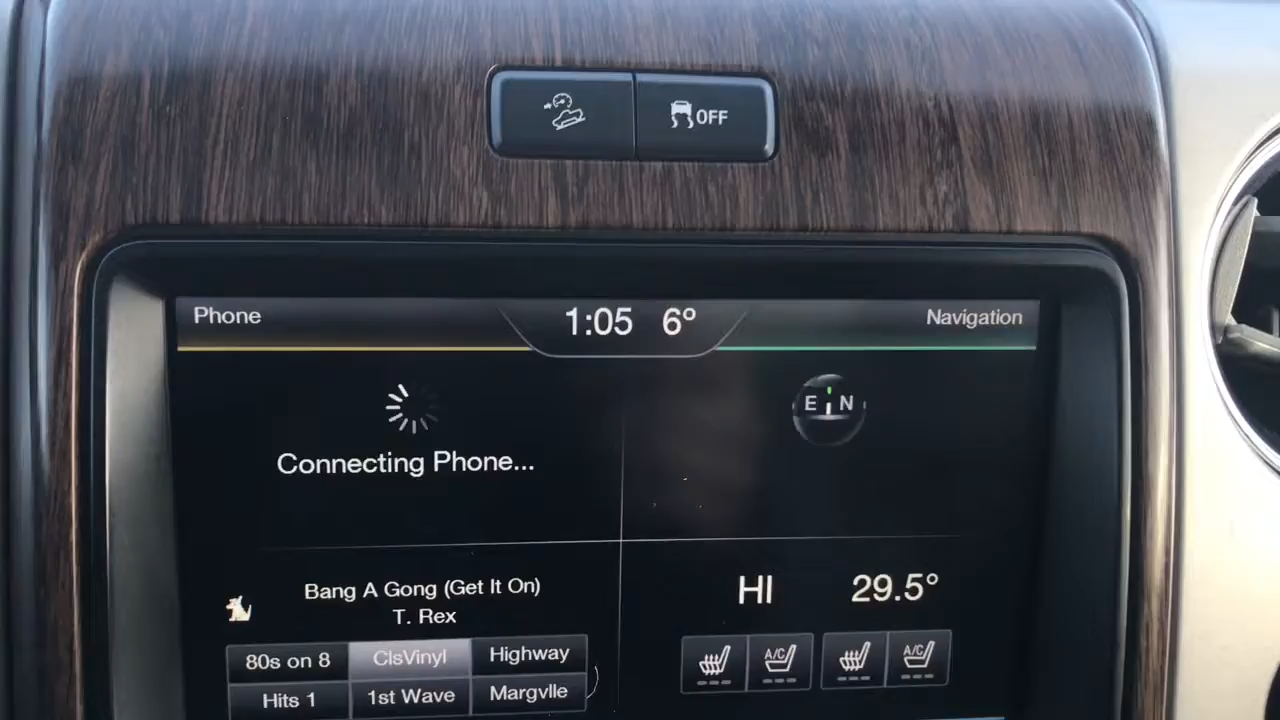 OFF
Phone 1:05 6° Navigation
E N
Connecting Phone...
Bang A Gong (Get It On)
T. Rex
HI 29.5°
80s on 8 ClsVinyl Highway
A/C A/C
Hits 1 1st Wave Margvlle